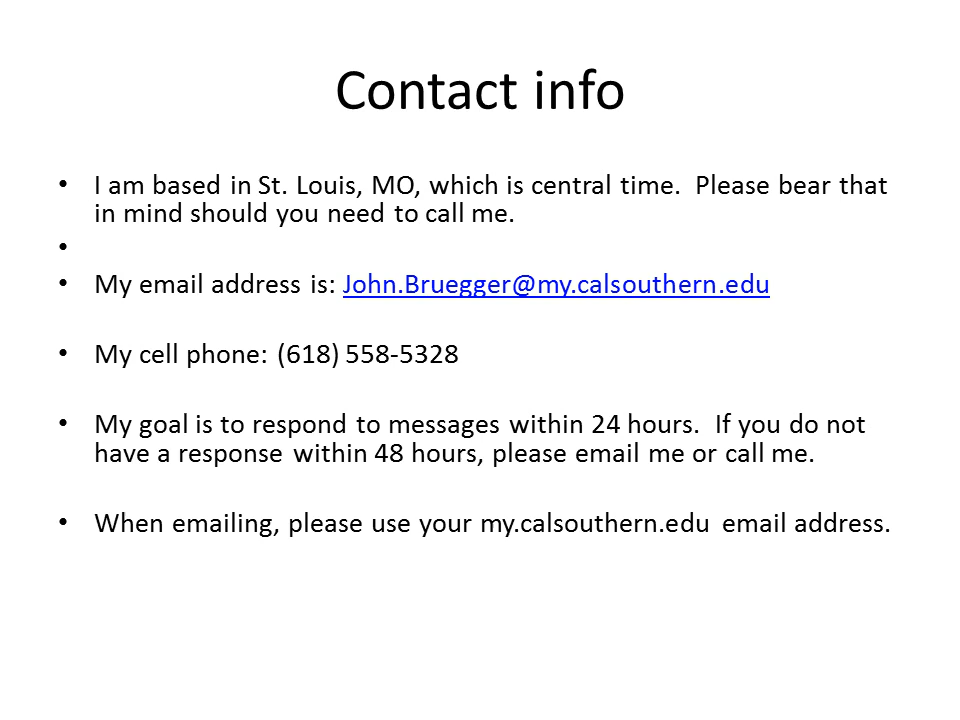 Contact info
• I am based in St. Louis, MO, which is central time.  Please bear that
in mind should you need to call me.
•
• My email address is: John.Bruegger@my.calsouthern.edu
• My cell phone: (618) 558-5328
• My goal is to respond to messages within 24 hours.  If you do not
have a response within 48 hours, please email me or call me.
• When emailing, please use your my.calsouthern.edu email address.